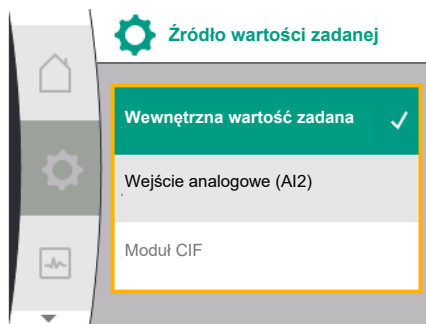 Źródło wartości zadanej
Wewnętrzna wartość zadana
Wejście analogowe (AI2)
Moduł CIF